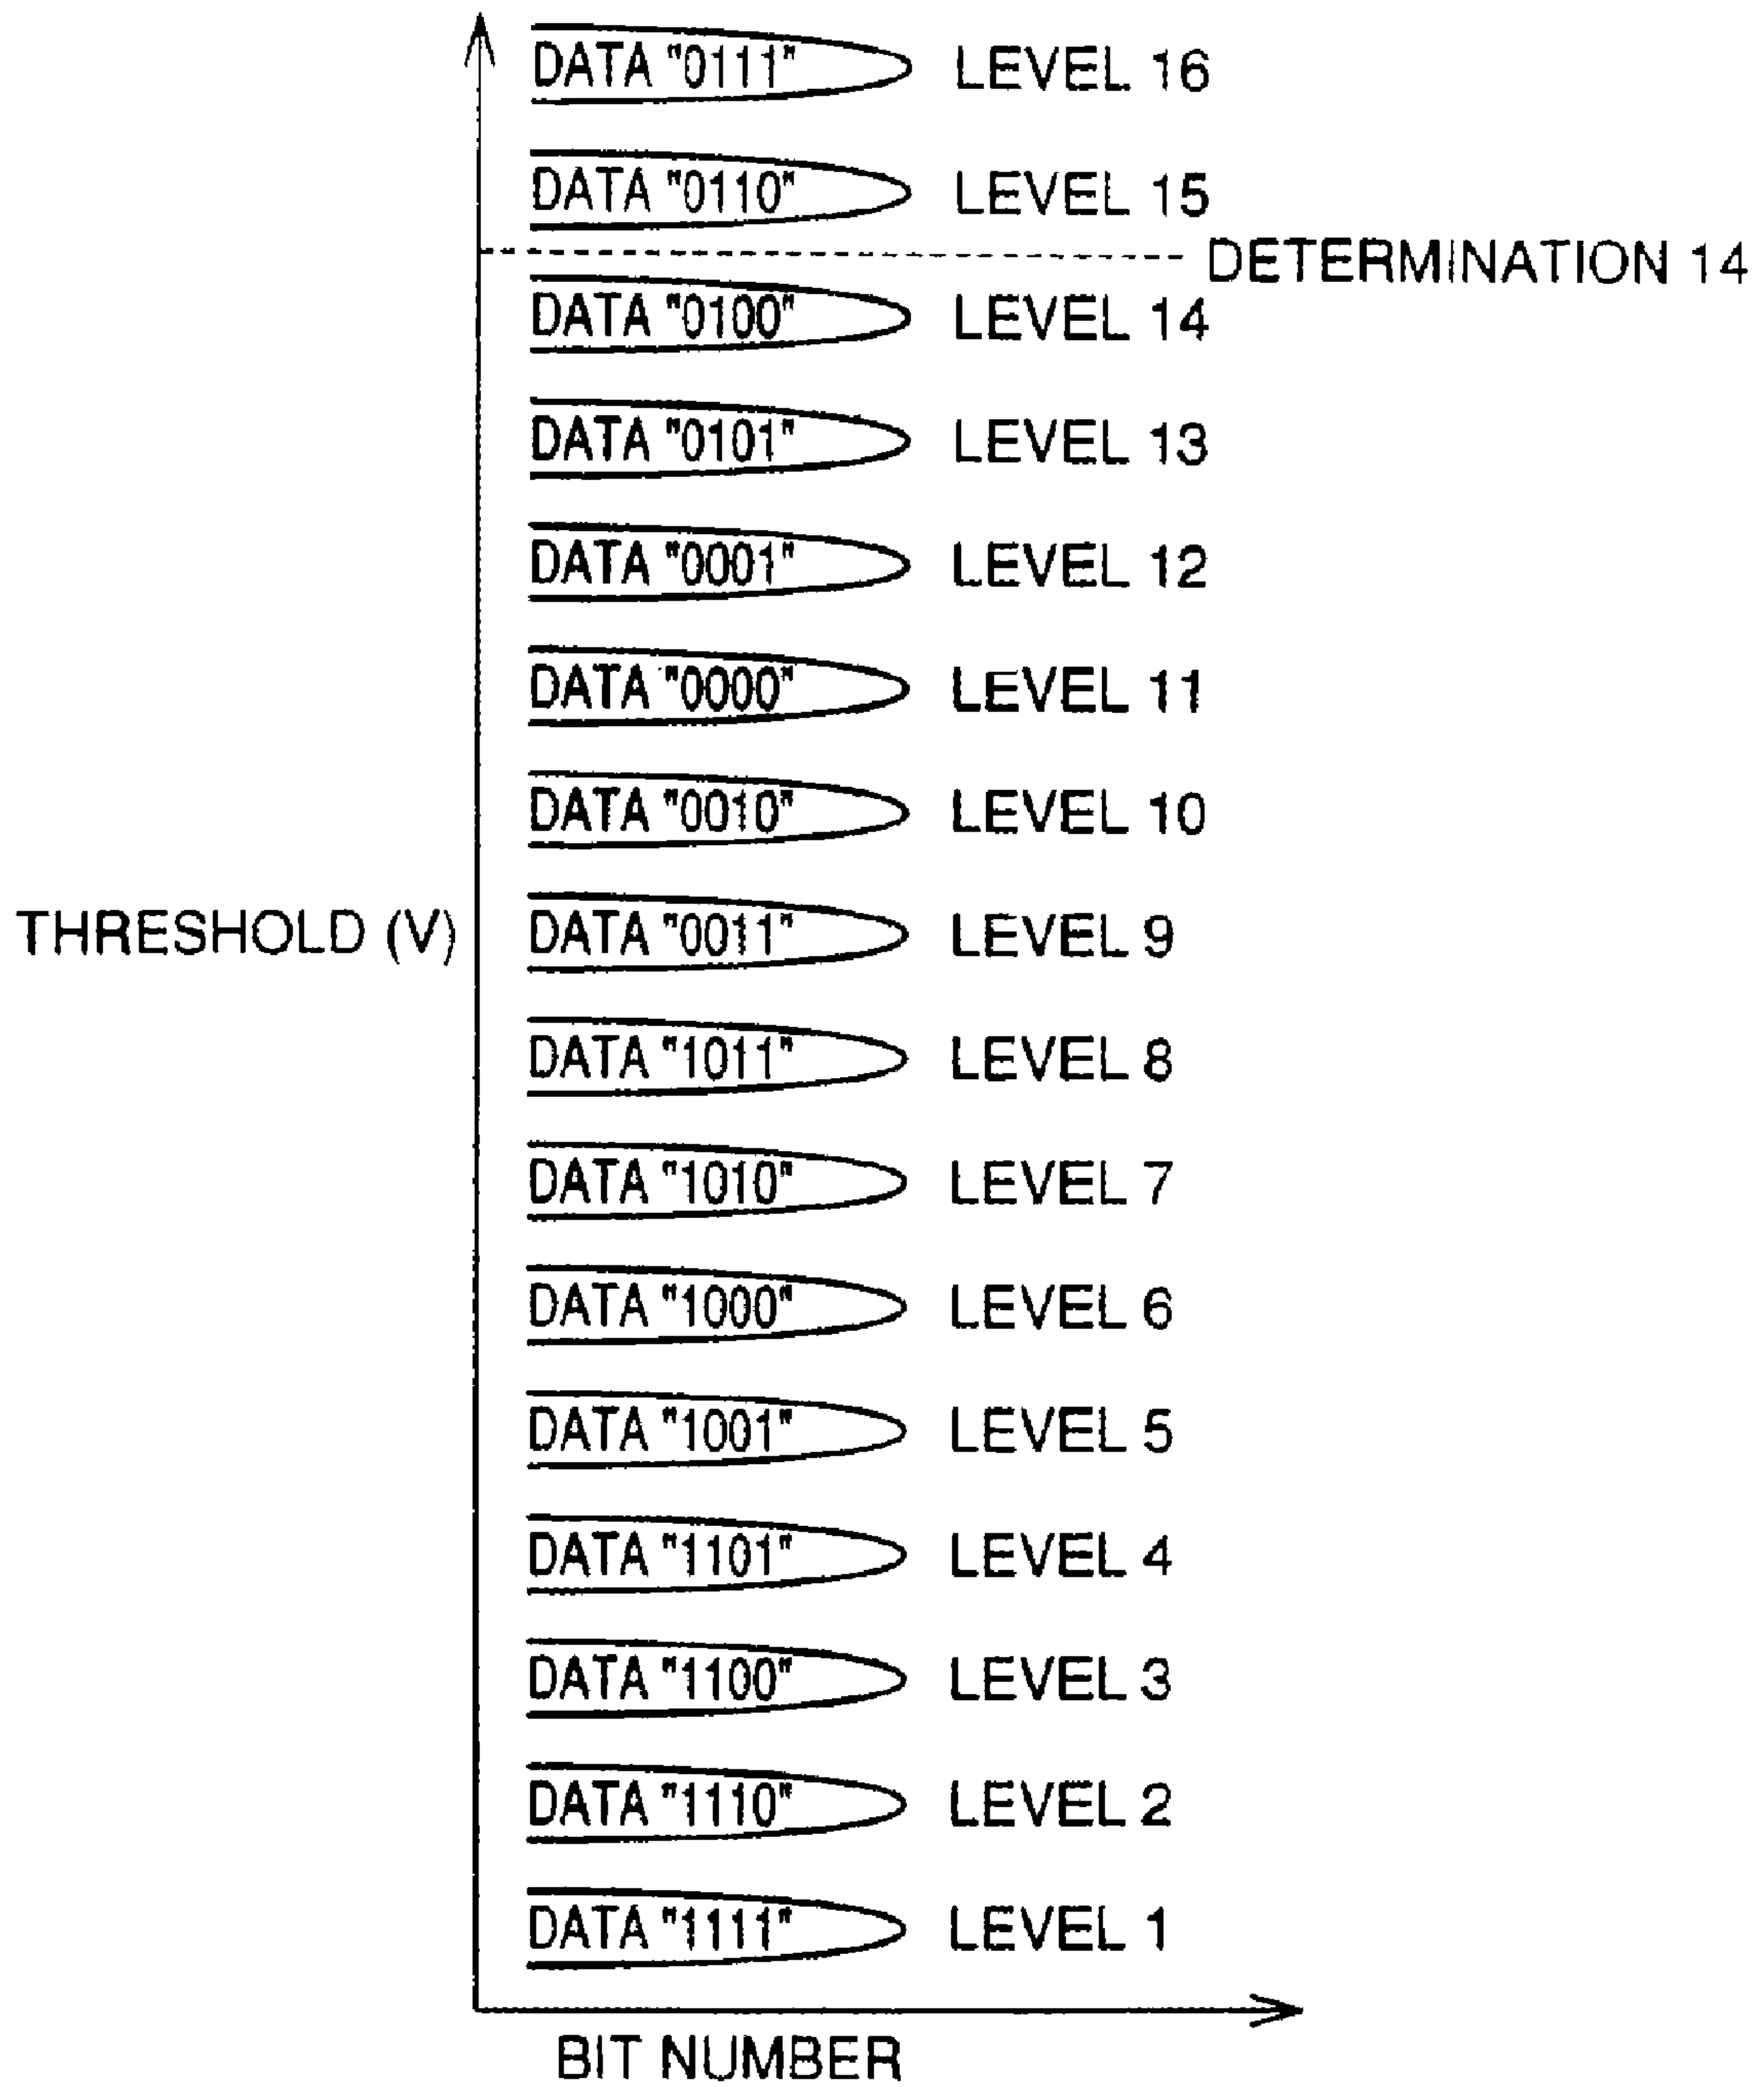 DATA "0111" LEVEL 16
DATA "0110" LEVEL 15
DETERMINATION 14
DATA "0100" LEVEL 14
DATA "0101" LEVEL 13
DATA "0001" LEVEL 12
DATA "0000" LEVEL 11
DATA "0010" LEVEL 10
THRESHOLD (V) DATA "0011" LEVEL 9
DATA "1011" LEVEL 8
DATA "1010" LEVEL 7
DATA "1000" LEVEL 6
DATA "1001" LEVEL 5
DATA "1101" LEVEL 4
DATA "1100" LEVEL 3
DATA "1110" LEVEL 2
DATA "1111" LEVEL 1
BIT NUMBER